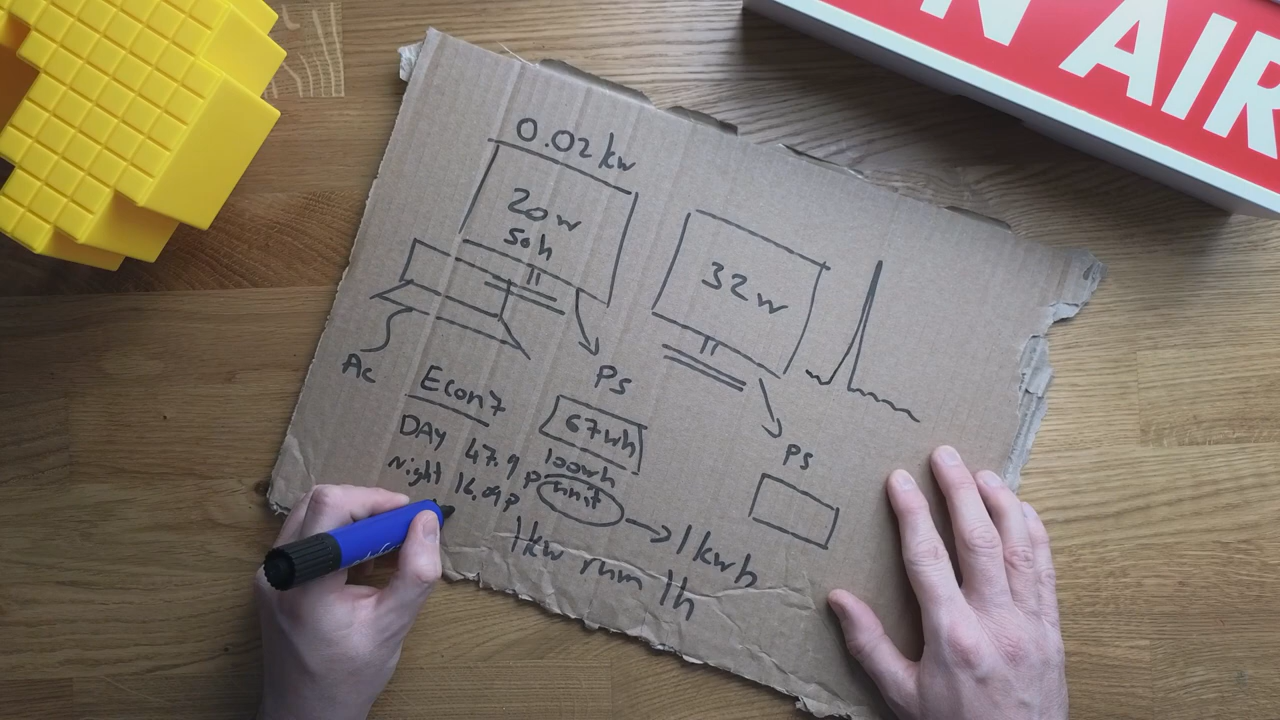 N AIR
0.02kw
20w
50h
32w
AC
PS
PS
Econ7
DAY 47.9p
Night 16.09p
67wh
100wh
unit
1kwh
1kw 1h